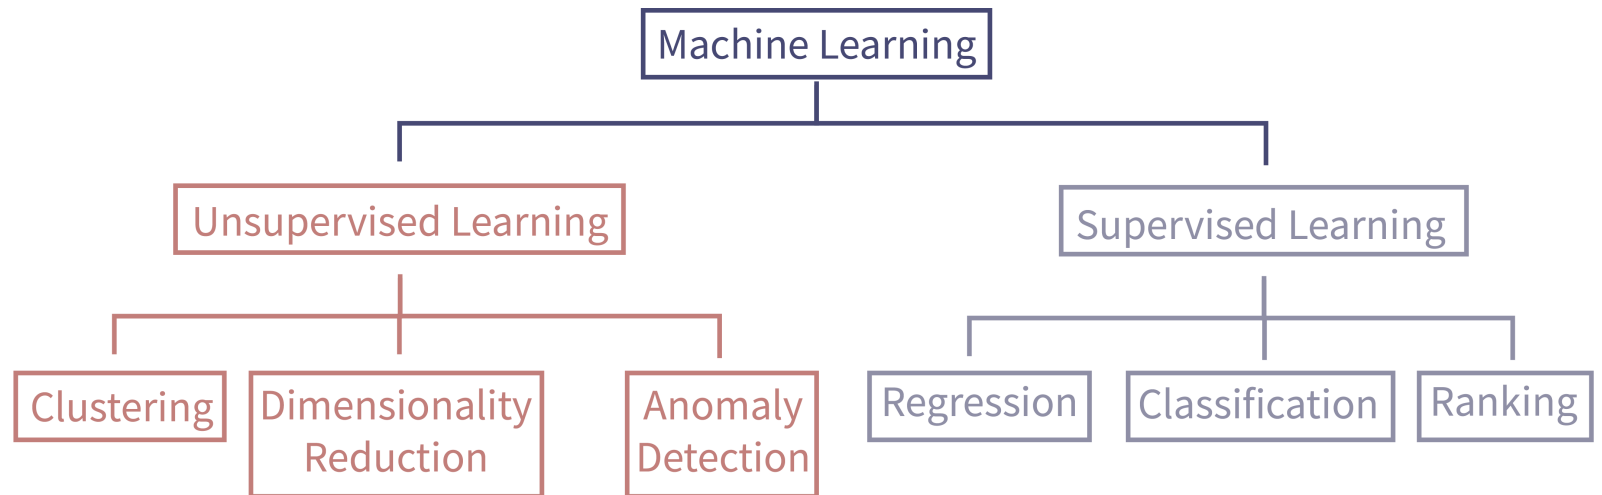 Machine Learning
Unsupervised Learning
Supervised Learning
Clustering
Dimensionality
Reduction
Anomaly
Detection
Regression
Classification
Ranking